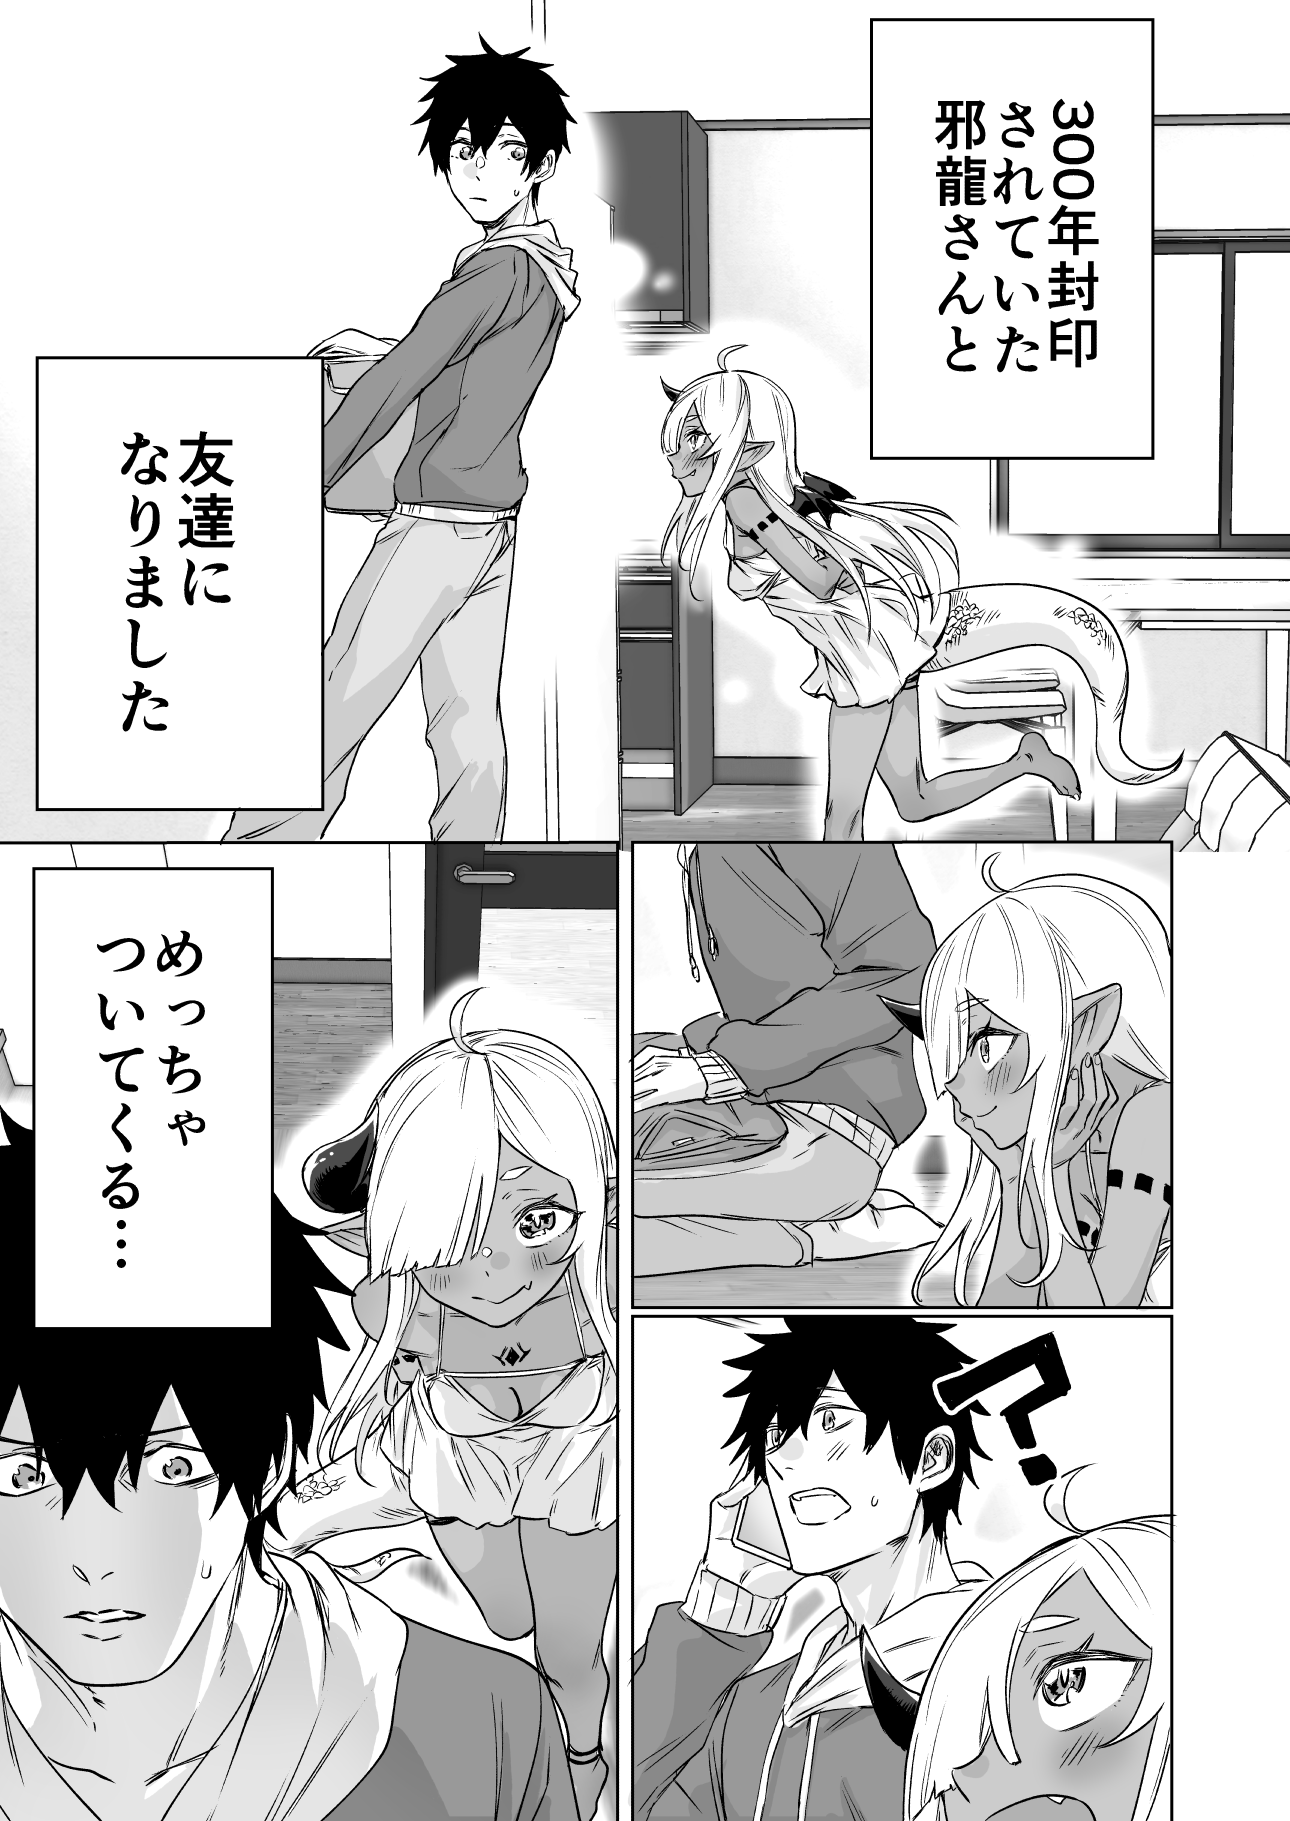 300年封印
されていた
邪龍さんと
友達に
なりました
?
めっちゃ
ついてくる…